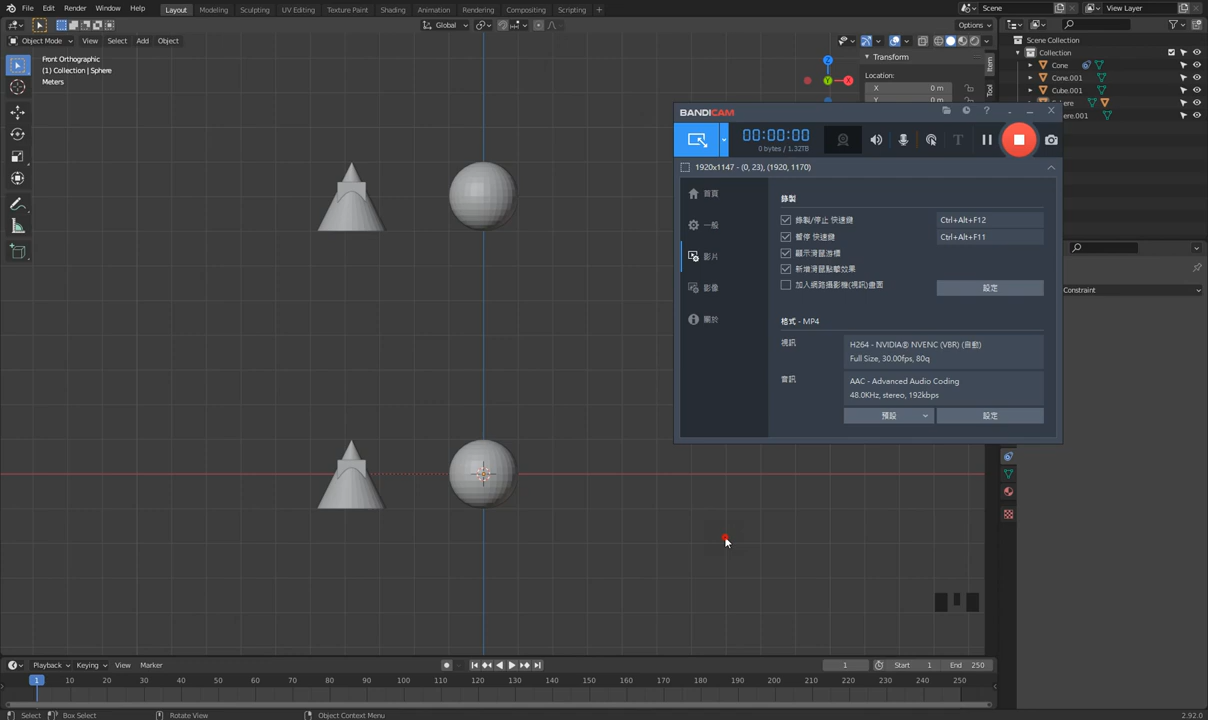 File Edit Render Window Help Layout Modeling Sculpting UV Editing Texture Paint Shading Animation Rendering Compositing Scripting + Scene View Layer
Global Options
Object Mode View Select Add Object
Front Orthographic
(1) Collection | Sphere
Meters
Transform
Location:
X 0 m
Y 0 m
Item
Tool
Scene Collection
Collection
Cone
Cone.001
Cube.001
BANDICAM
00:00:00
0 bytes / 1.32TB
1920x1147 - (0, 23), (1920, 1170)
首頁
一般
影片
影像
關於
錄製
錄製/停止 快速鍵 Ctrl+Alt+F12
暫停 快速鍵 Ctrl+Alt+F11
顯示滑鼠游標
新增滑鼠點擊效果
加入網路攝影機(視訊)畫面 設定
格式 - MP4
視訊 H264 - NVIDIA® NVENC (VBR) (自動)
Full Size, 30.00fps, 80q
音訊 AAC - Advanced Audio Coding
48.0KHz, stereo, 192kbps
預設 設定
Constraint
Playback Keying View Marker 1 Start 1 End 250
1 10 20 30 40 50 60 70 80 90 100 110 120 130 140 150 160 170 180 190 200 210 220 230 240 250
Select Box Select Rotate View Object Context Menu 2.92.0